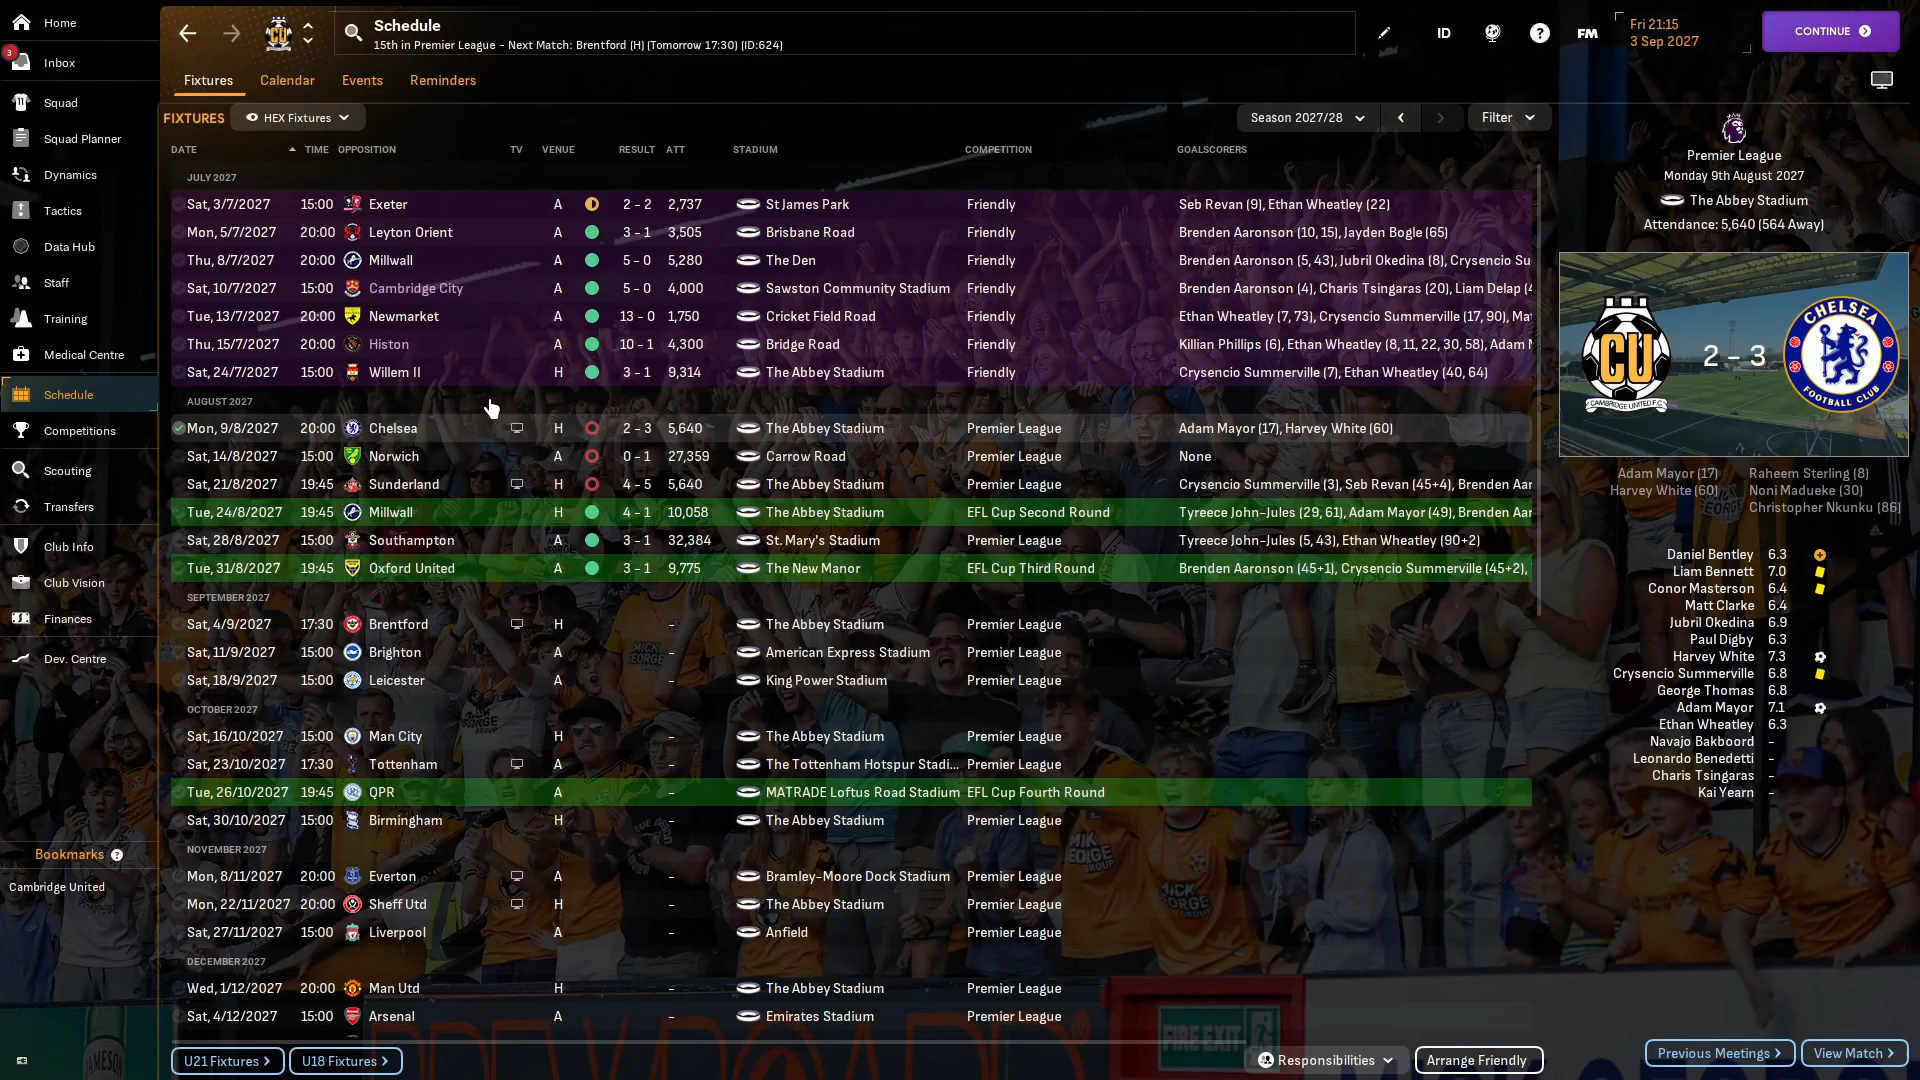 Home
3
Inbox
Squad
Squad Planner
Dynamics
Tactics
Data Hub
Staff
Training
Medical Centre
Schedule
Competitions
Scouting
Transfers
Club Info
Club Vision
Finances
Dev. Centre
Bookmarks ?
Cambridge United
Schedule
15th in Premier League - Next Match: Brentford (H) (Tomorrow 17:30) (ID:624)
ID
?
FM
Fri 21:15
3 Sep 2027
CONTINUE
Fixtures Calendar Events Reminders
FIXTURES HEX Fixtures Season 2027/28 Filter
DATE TIME OPPOSITION TV VENUE RESULT ATT STADIUM COMPETITION GOALSCORERS
JULY 2027
Sat, 3/7/2027 15:00 Exeter A 2 - 2 2,737 St James Park Friendly Seb Revan (9), Ethan Wheatley (22)
Mon, 5/7/2027 20:00 Leyton Orient A 3 - 1 3,505 Brisbane Road Friendly Brenden Aaronson (10, 15), Jayden Bogle (65)
Thu, 8/7/2027 20:00 Millwall A 5 - 0 5,280 The Den Friendly Brenden Aaronson (5, 43), Jubril Okedina (8), Crysencio Su
Sat, 10/7/2027 15:00 Cambridge City A 5 - 0 4,000 Sawston Community Stadium Friendly Brenden Aaronson (4), Charis Tsingaras (20), Liam Delap (4
Tue, 13/7/2027 20:00 Newmarket A 13 - 0 1,750 Cricket Field Road Friendly Ethan Wheatley (7, 73), Crysencio Summerville (17, 90), Ma
Thu, 15/7/2027 20:00 Histon A 10 - 1 4,300 Bridge Road Friendly Killian Phillips (6), Ethan Wheatley (8, 11, 22, 30, 58), Adam M
Sat, 24/7/2027 15:00 Willem II H 3 - 1 9,314 The Abbey Stadium Friendly Crysencio Summerville (7), Ethan Wheatley (40, 64)
AUGUST 2027
Mon, 9/8/2027 20:00 Chelsea H 2 - 3 5,640 The Abbey Stadium Premier League Adam Mayor (17), Harvey White (60)
Sat, 14/8/2027 15:00 Norwich A 0 - 1 27,359 Carrow Road Premier League None
Sat, 21/8/2027 19:45 Sunderland H 4 - 5 5,640 The Abbey Stadium Premier League Crysencio Summerville (3), Seb Revan (45+4), Brenden Aar
Tue, 24/8/2027 19:45 Millwall H 4 - 1 10,058 The Abbey Stadium EFL Cup Second Round Tyreece John-Jules (29, 61), Adam Mayor (49), Brenden Aar
Sat, 28/8/2027 15:00 Southampton A 3 - 1 32,384 St. Mary's Stadium Premier League Tyreece John-Jules (5, 43), Ethan Wheatley (90+2)
Tue, 31/8/2027 19:45 Oxford United A 3 - 1 9,775 The New Manor EFL Cup Third Round Brenden Aaronson (45+1), Crysencio Summerville (45+2),
SEPTEMBER 2027
Sat, 4/9/2027 17:30 Brentford H - The Abbey Stadium Premier League
Sat, 11/9/2027 15:00 Brighton A - American Express Stadium Premier League
Sat, 18/9/2027 15:00 Leicester A - King Power Stadium Premier League
OCTOBER 2027
Sat, 16/10/2027 15:00 Man City H - The Abbey Stadium Premier League
Sat, 23/10/2027 17:30 Tottenham A - The Tottenham Hotspur Stadi... Premier League
Tue, 26/10/2027 19:45 QPR A - MATRADE Loftus Road Stadium EFL Cup Fourth Round
Sat, 30/10/2027 15:00 Birmingham H - The Abbey Stadium Premier League
NOVEMBER 2027
Mon, 8/11/2027 20:00 Everton A - Bramley-Moore Dock Stadium Premier League
Mon, 22/11/2027 20:00 Sheff Utd H - The Abbey Stadium Premier League
Sat, 27/11/2027 15:00 Liverpool A - Anfield Premier League
DECEMBER 2027
Wed, 1/12/2027 20:00 Man Utd H - The Abbey Stadium Premier League
Sat, 4/12/2027 15:00 Arsenal A - Emirates Stadium Premier League
U21 Fixtures U18 Fixtures Responsibilities Arrange Friendly
Premier League
Monday 9th August 2027
The Abbey Stadium
Attendance: 5,640 (564 Away)
CU
CAMBRIDGE UNITED F.C.
2 - 3
CHELSEA
FOOTBALL CLUB
Adam Mayor (17) Raheem Sterling (8)
Harvey White (60) Noni Madueke (30)
Christopher Nkunku (86)
Daniel Bentley 6.3
Liam Bennett 7.0
Conor Masterson 6.4
Matt Clarke 6.4
Jubril Okedina 6.9
Paul Digby 6.3
Harvey White 7.3
Crysencio Summerville 6.8
George Thomas 6.8
Adam Mayor 7.1
Ethan Wheatley 6.3
Navajo Bakboord -
Leonardo Benedetti -
Charis Tsingaras -
Kai Yearn -
Previous Meetings View Match
FIRE EXIT
JAMESON